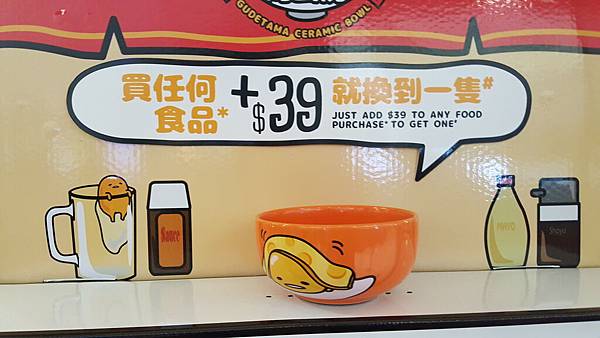 GUDETAMA CERAMIC BOWL
買任何
食品*
+$39
就換到一隻#
JUST ADD $39 TO ANY FOOD
PURCHASE* TO GET ONE#
Sauce
MAYO
Shoyu